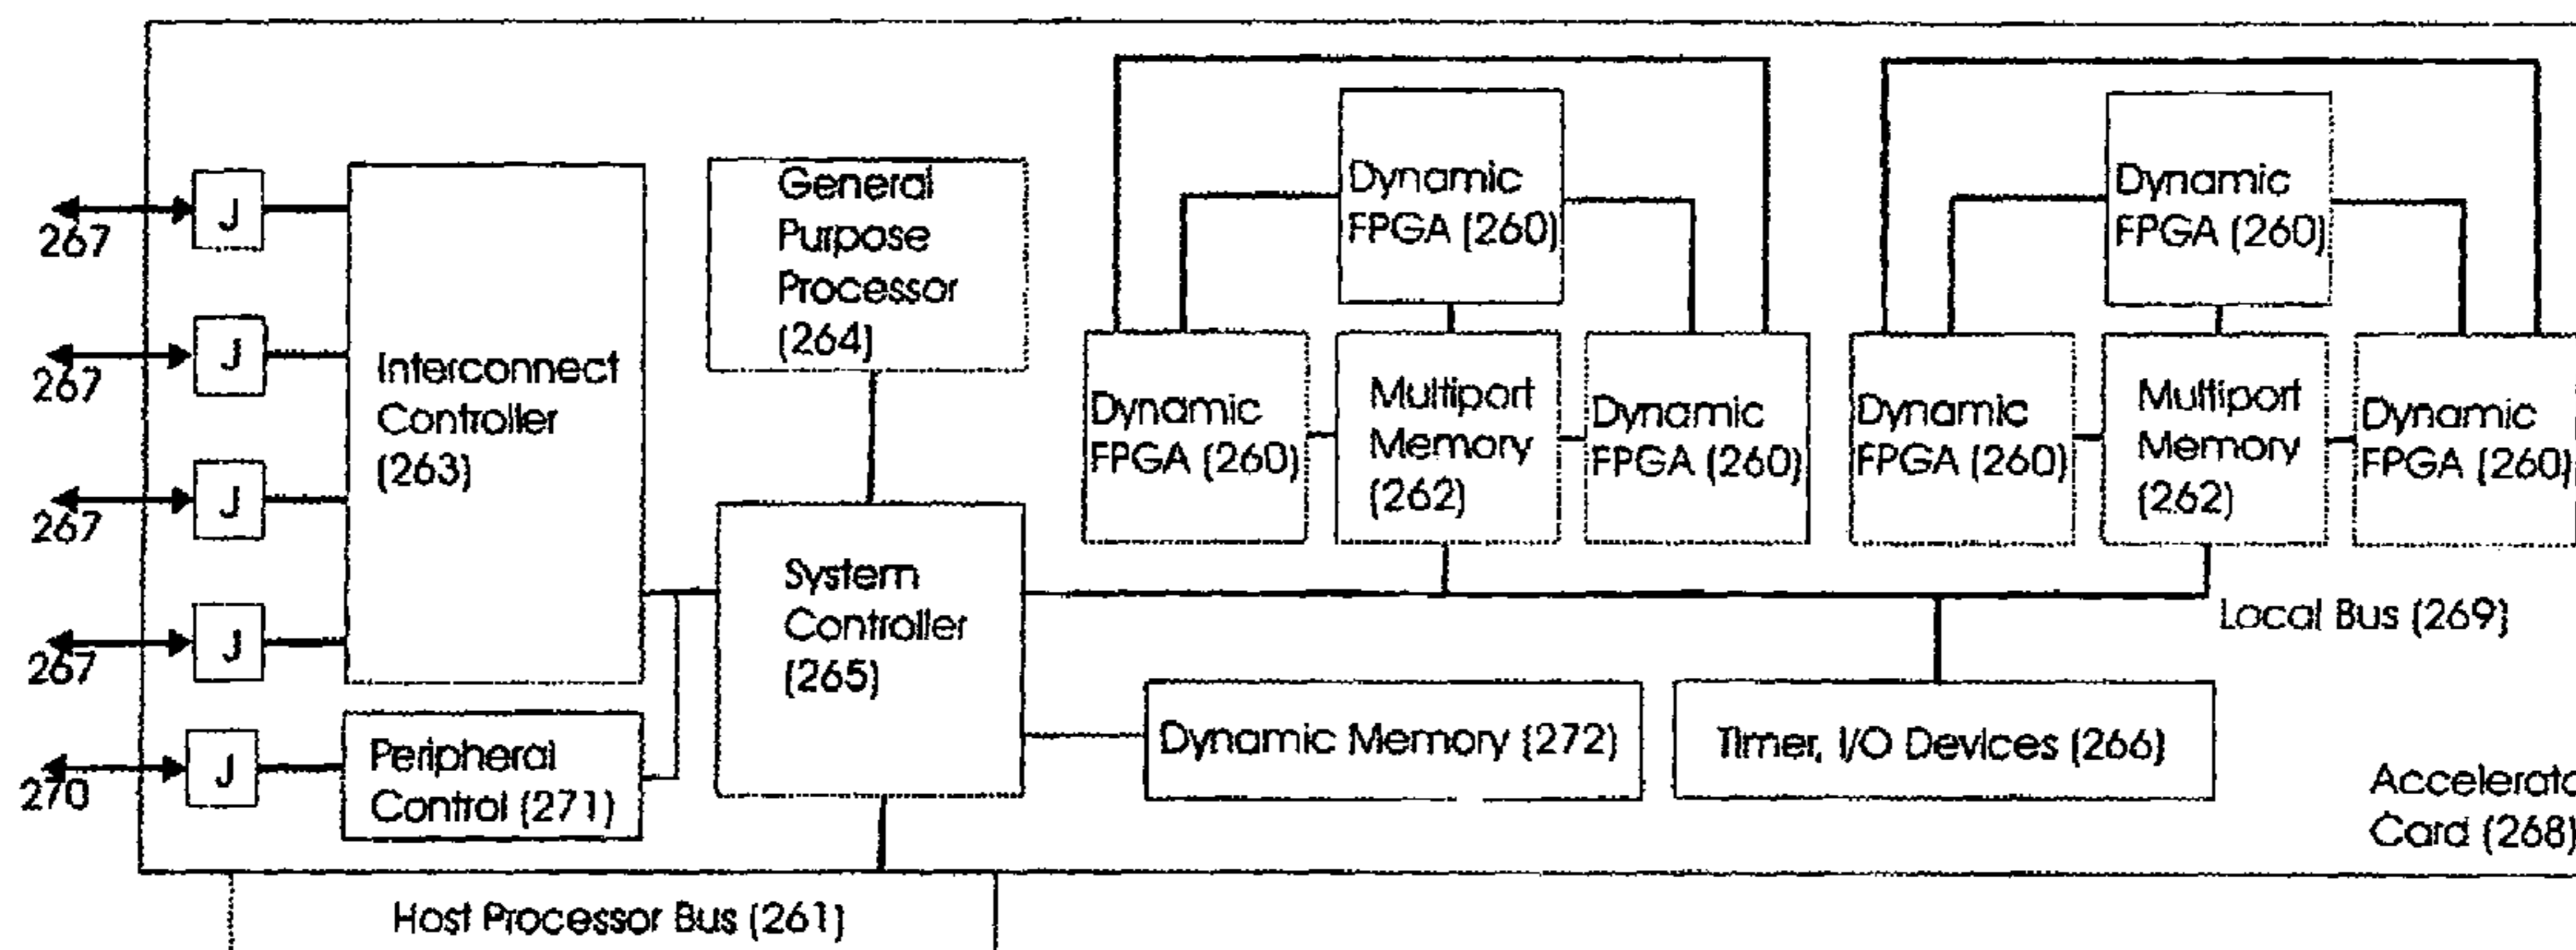 J
267
J
267
J
267
J
267
J
270
Interconnect
Controller
(263)
Peripheral
Control (271)
General
Purpose
Processor
(264)
System
Controller
(265)
Dynamic
FPGA (260)
Dynamic
FPGA (260)
Multiport
Memory
(262)
Dynamic
FPGA (260)
Dynamic
FPGA (260)
Dynamic
FPGA (260)
Multiport
Memory
(262)
Dynamic
FPGA (260)
Local Bus (269)
Dynamic Memory (272)
Timer, I/O Devices (266)
Accelerato
Card (268)
Host Processor Bus (261)